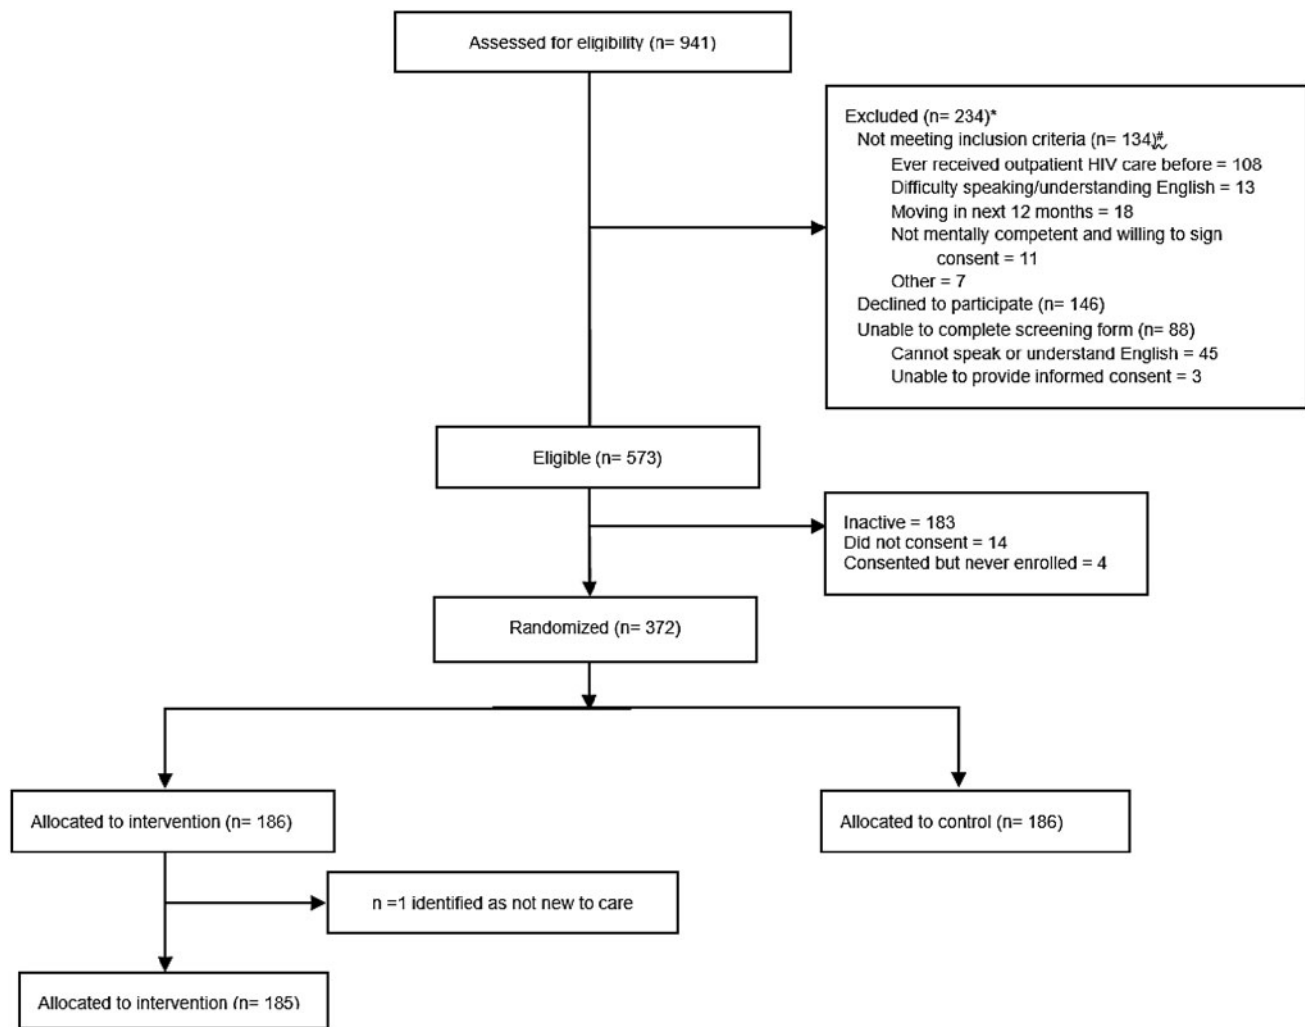 Assessed for eligibility (n= 941)
Excluded (n= 234)*
Not meeting inclusion criteria (n= 134)#
Ever received outpatient HIV care before = 108
Difficulty speaking/understanding English = 13
Moving in next 12 months = 18
Not mentally competent and willing to sign
consent = 11
Other = 7
Declined to participate (n= 146)
Unable to complete screening form (n= 88)
Cannot speak or understand English = 45
Unable to provide informed consent = 3
Eligible (n= 573)
Inactive = 183
Did not consent = 14
Consented but never enrolled = 4
Randomized (n= 372)
Allocated to intervention (n= 186)
Allocated to control (n= 186)
n =1 identified as not new to care
Allocated to intervention (n= 185)